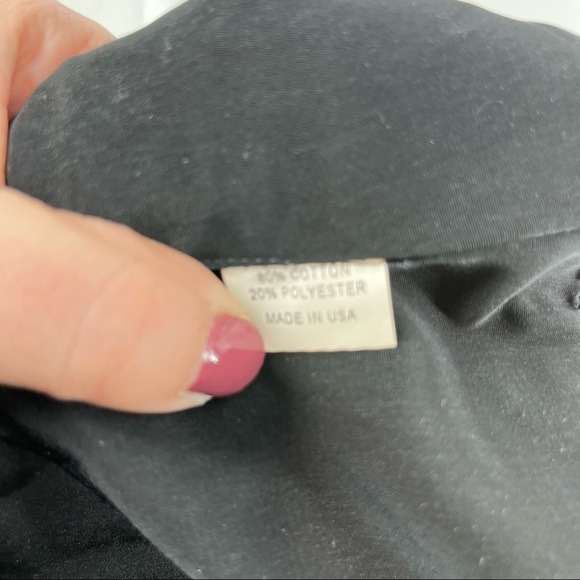 80% COTTON
20% POLYESTER
MADE IN USA